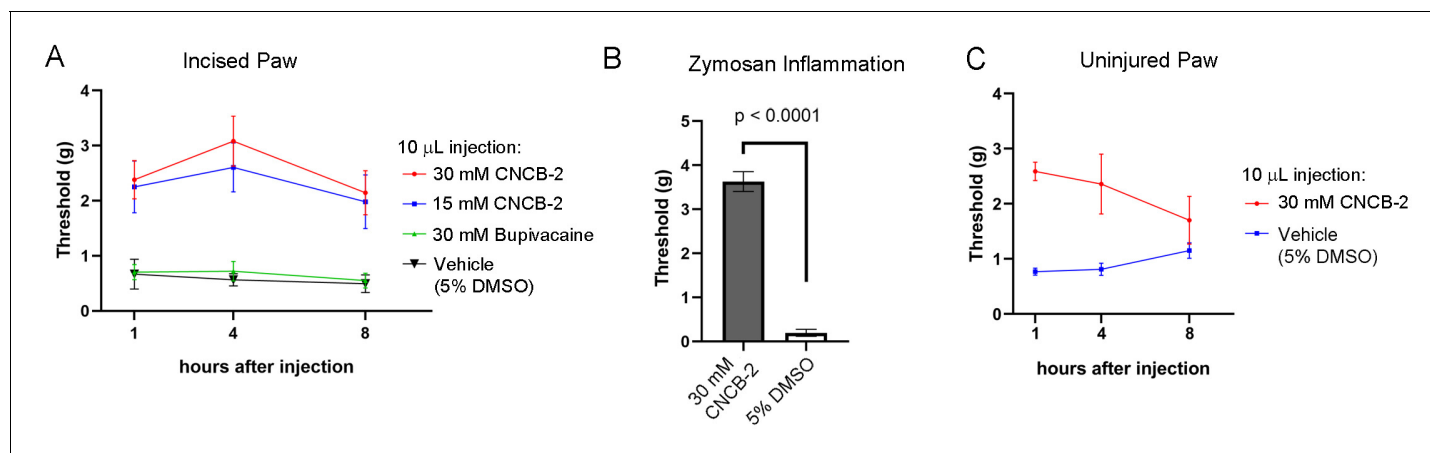 A
Incised Paw
Threshold (g)
4
3
2
1
0
1
4
8
hours after injection
10 μL injection:
30 mM CNCB-2
15 mM CNCB-2
30 mM Bupivacaine
Vehicle
(5% DMSO)
B
Zymosan Inflammation
p < 0.0001
Threshold (g)
5
4
3
2
1
0
30 mM
CNCB-2
5% DMSO
C
Uninjured Paw
Threshold (g)
4
3
2
1
0
1
4
8
hours after injection
10 μL injection:
30 mM CNCB-2
Vehicle
(5% DMSO)